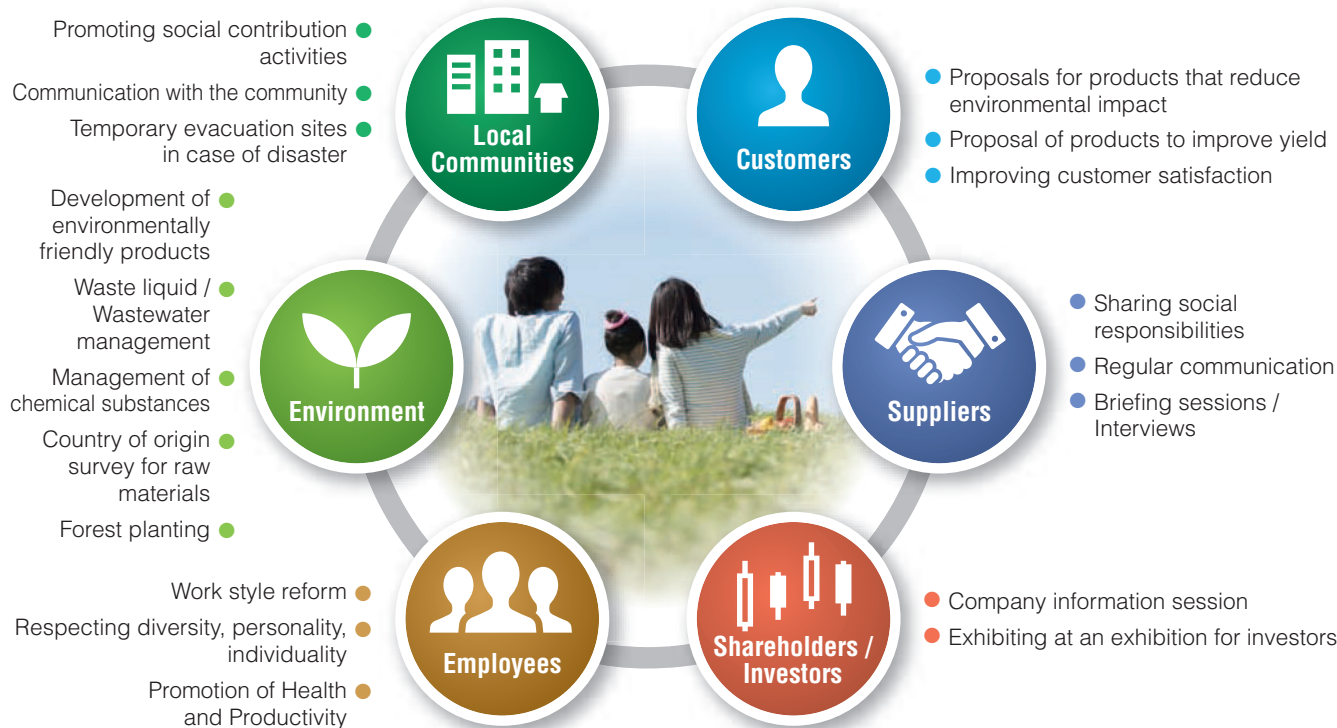 Promoting social contribution
activities
Communication with the community
Temporary evacuation sites
in case of disaster
Local
Communities
Customers
Proposals for products that reduce
environmental impact
Proposal of products to improve yield
Improving customer satisfaction
Development of
environmentally
friendly products
Waste liquid /
Wastewater
management
Management of
chemical substances
Country of origin
survey for raw
materials
Forest planting
Environment
Suppliers
Sharing social
responsibilities
Regular communication
Briefing sessions /
Interviews
Work style reform
Respecting diversity, personality,
individuality
Promotion of Health
and Productivity
Employees
Shareholders /
Investors
Company information session
Exhibiting at an exhibition for investors